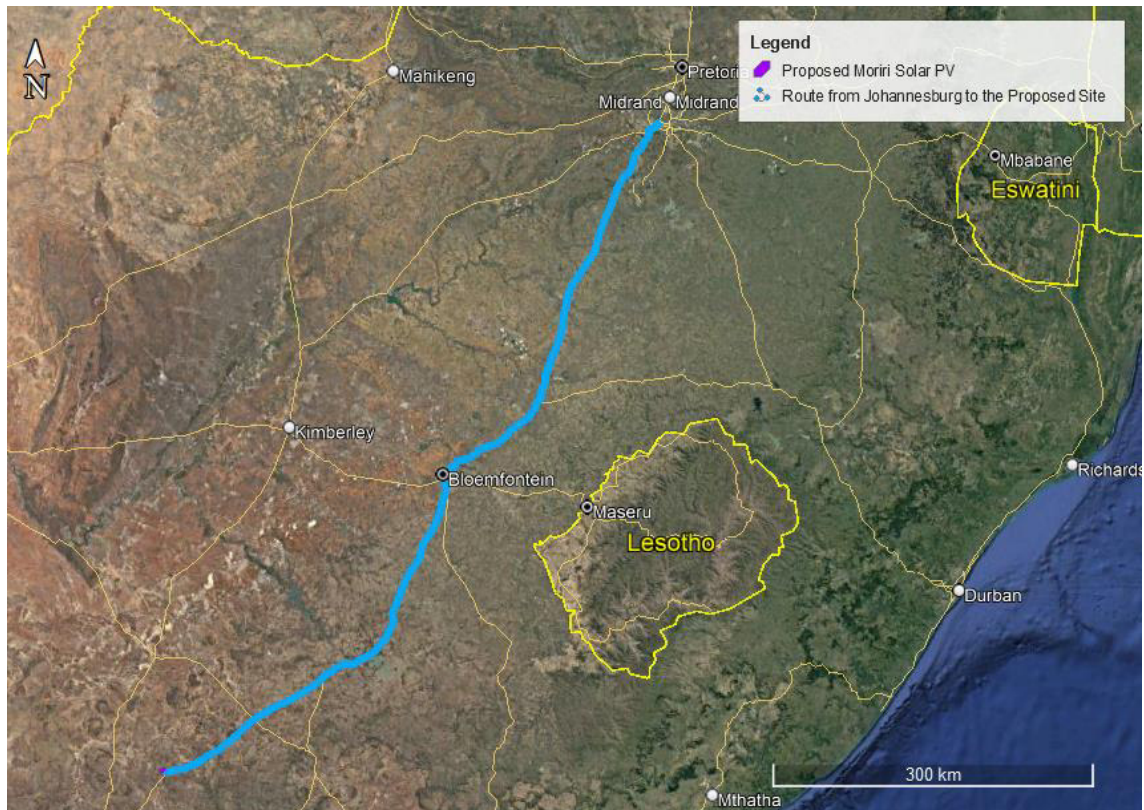 N
Legend
Proposed Moriri Solar PV
Route from Johannesburg to the Proposed Site
Mahikeng
Pretoria
Midrand
Midrand
Mbabane
Eswatini
Kimberley
Bloemfontein
Richards
Maseru
Lesotho
Durban
300 km
Mthatha